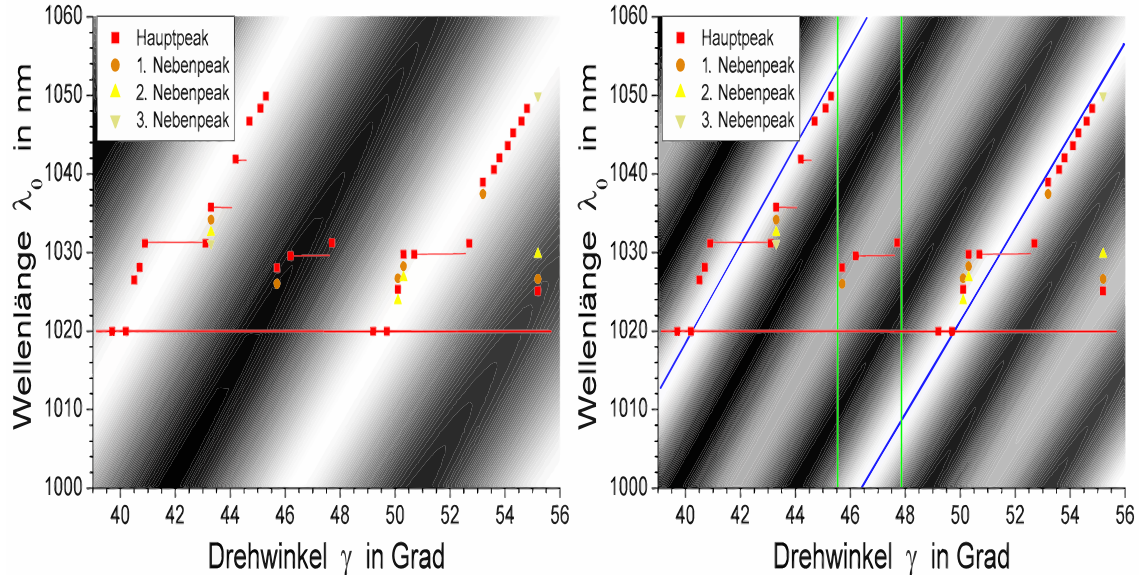 1060
1050
1040
1030
1020
1010
1000
Wellenlänge λo in nm
Hauptpeak
1. Nebenpeak
2. Nebenpeak
3. Nebenpeak
40 42 44 46 48 50 52 54 56
Drehwinkel γ in Grad
1060
1050
1040
1030
1020
1010
1000
Wellenlänge λo in nm
Hauptpeak
1. Nebenpeak
2. Nebenpeak
3. Nebenpeak
40 42 44 46 48 50 52 54 56
Drehwinkel γ in Grad